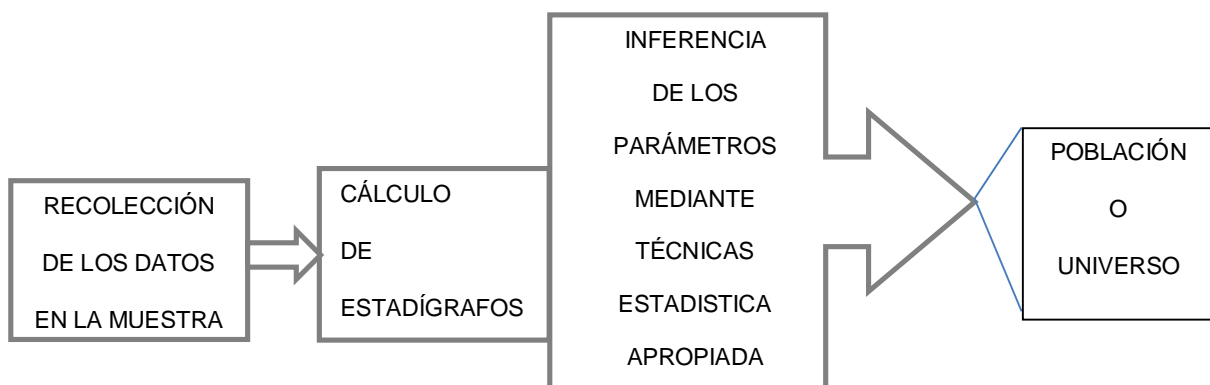 RECOLECCIÓN
DE LOS DATOS
EN LA MUESTRA
CÁLCULO
DE
ESTADÍGRAFOS
INFERENCIA
DE LOS
PARÁMETROS
MEDIANTE
TÉCNICAS
ESTADISTICA
APROPIADA
POBLACIÓN
O
UNIVERSO